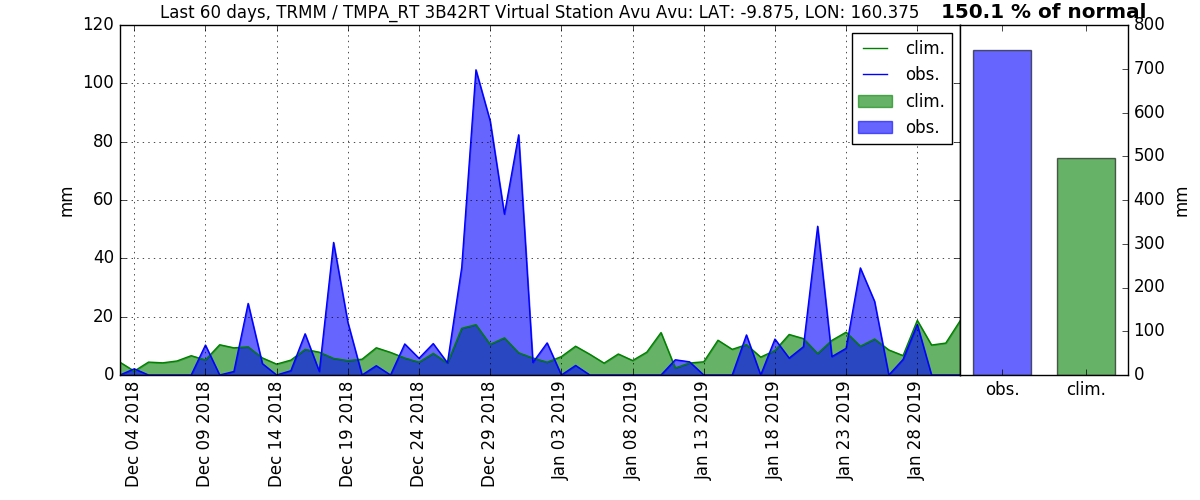 Last 60 days, TRMM / TMPA_RT 3B42RT Virtual Station Avu Avu: LAT: -9.875, LON: 160.375
150.1 % of normal
120
100
80
60
40
20
0
mm
clim.
obs.
clim.
obs.
800
700
600
500
400
300
200
100
0
mm
Dec 04 2018
Dec 09 2018
Dec 14 2018
Dec 19 2018
Dec 24 2018
Dec 29 2018
Jan 03 2019
Jan 08 2019
Jan 13 2019
Jan 18 2019
Jan 23 2019
Jan 28 2019
obs.
clim.